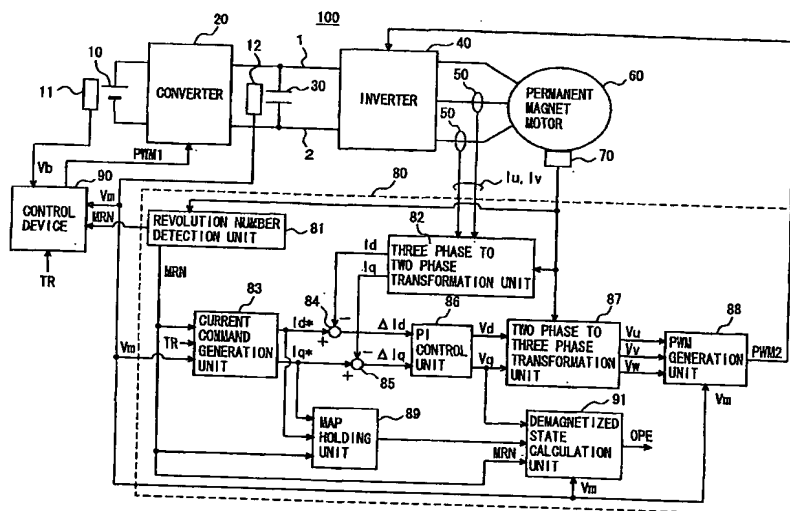 100
20
10
12
1
40
60
11
CONVERTER
30
INVERTER
50
PERMANENT
MAGNET
MOTOR
50
70
2
Vb
PWM1
90
Vm
MRN
CONTROL
DEVICE
TR
80
Iu, Iv
REVOLUTION NUMBER
DETECTION UNIT
81
82
THREE PHASE TO
TWO PHASE
TRANSFORMATION UNIT
Id
Iq
MRN
83
84
86
87
88
CURRENT
COMMAND
GENERATION
UNIT
TR
Vm
Id*
Iq*
−
+
−
+
85
ΔId
ΔIq
PI
CONTROL
UNIT
Vd
Vq
TWO PHASE TO
THREE PHASE
TRANSFORMATION
UNIT
Vu
Vv
Vw
PWM
GENERATION
UNIT
PWM2
Vm
89
MAP
HOLDING
UNIT
91
DEMAGNETIZED
STATE
CALCULATION
UNIT
MRN
OPE
Vm